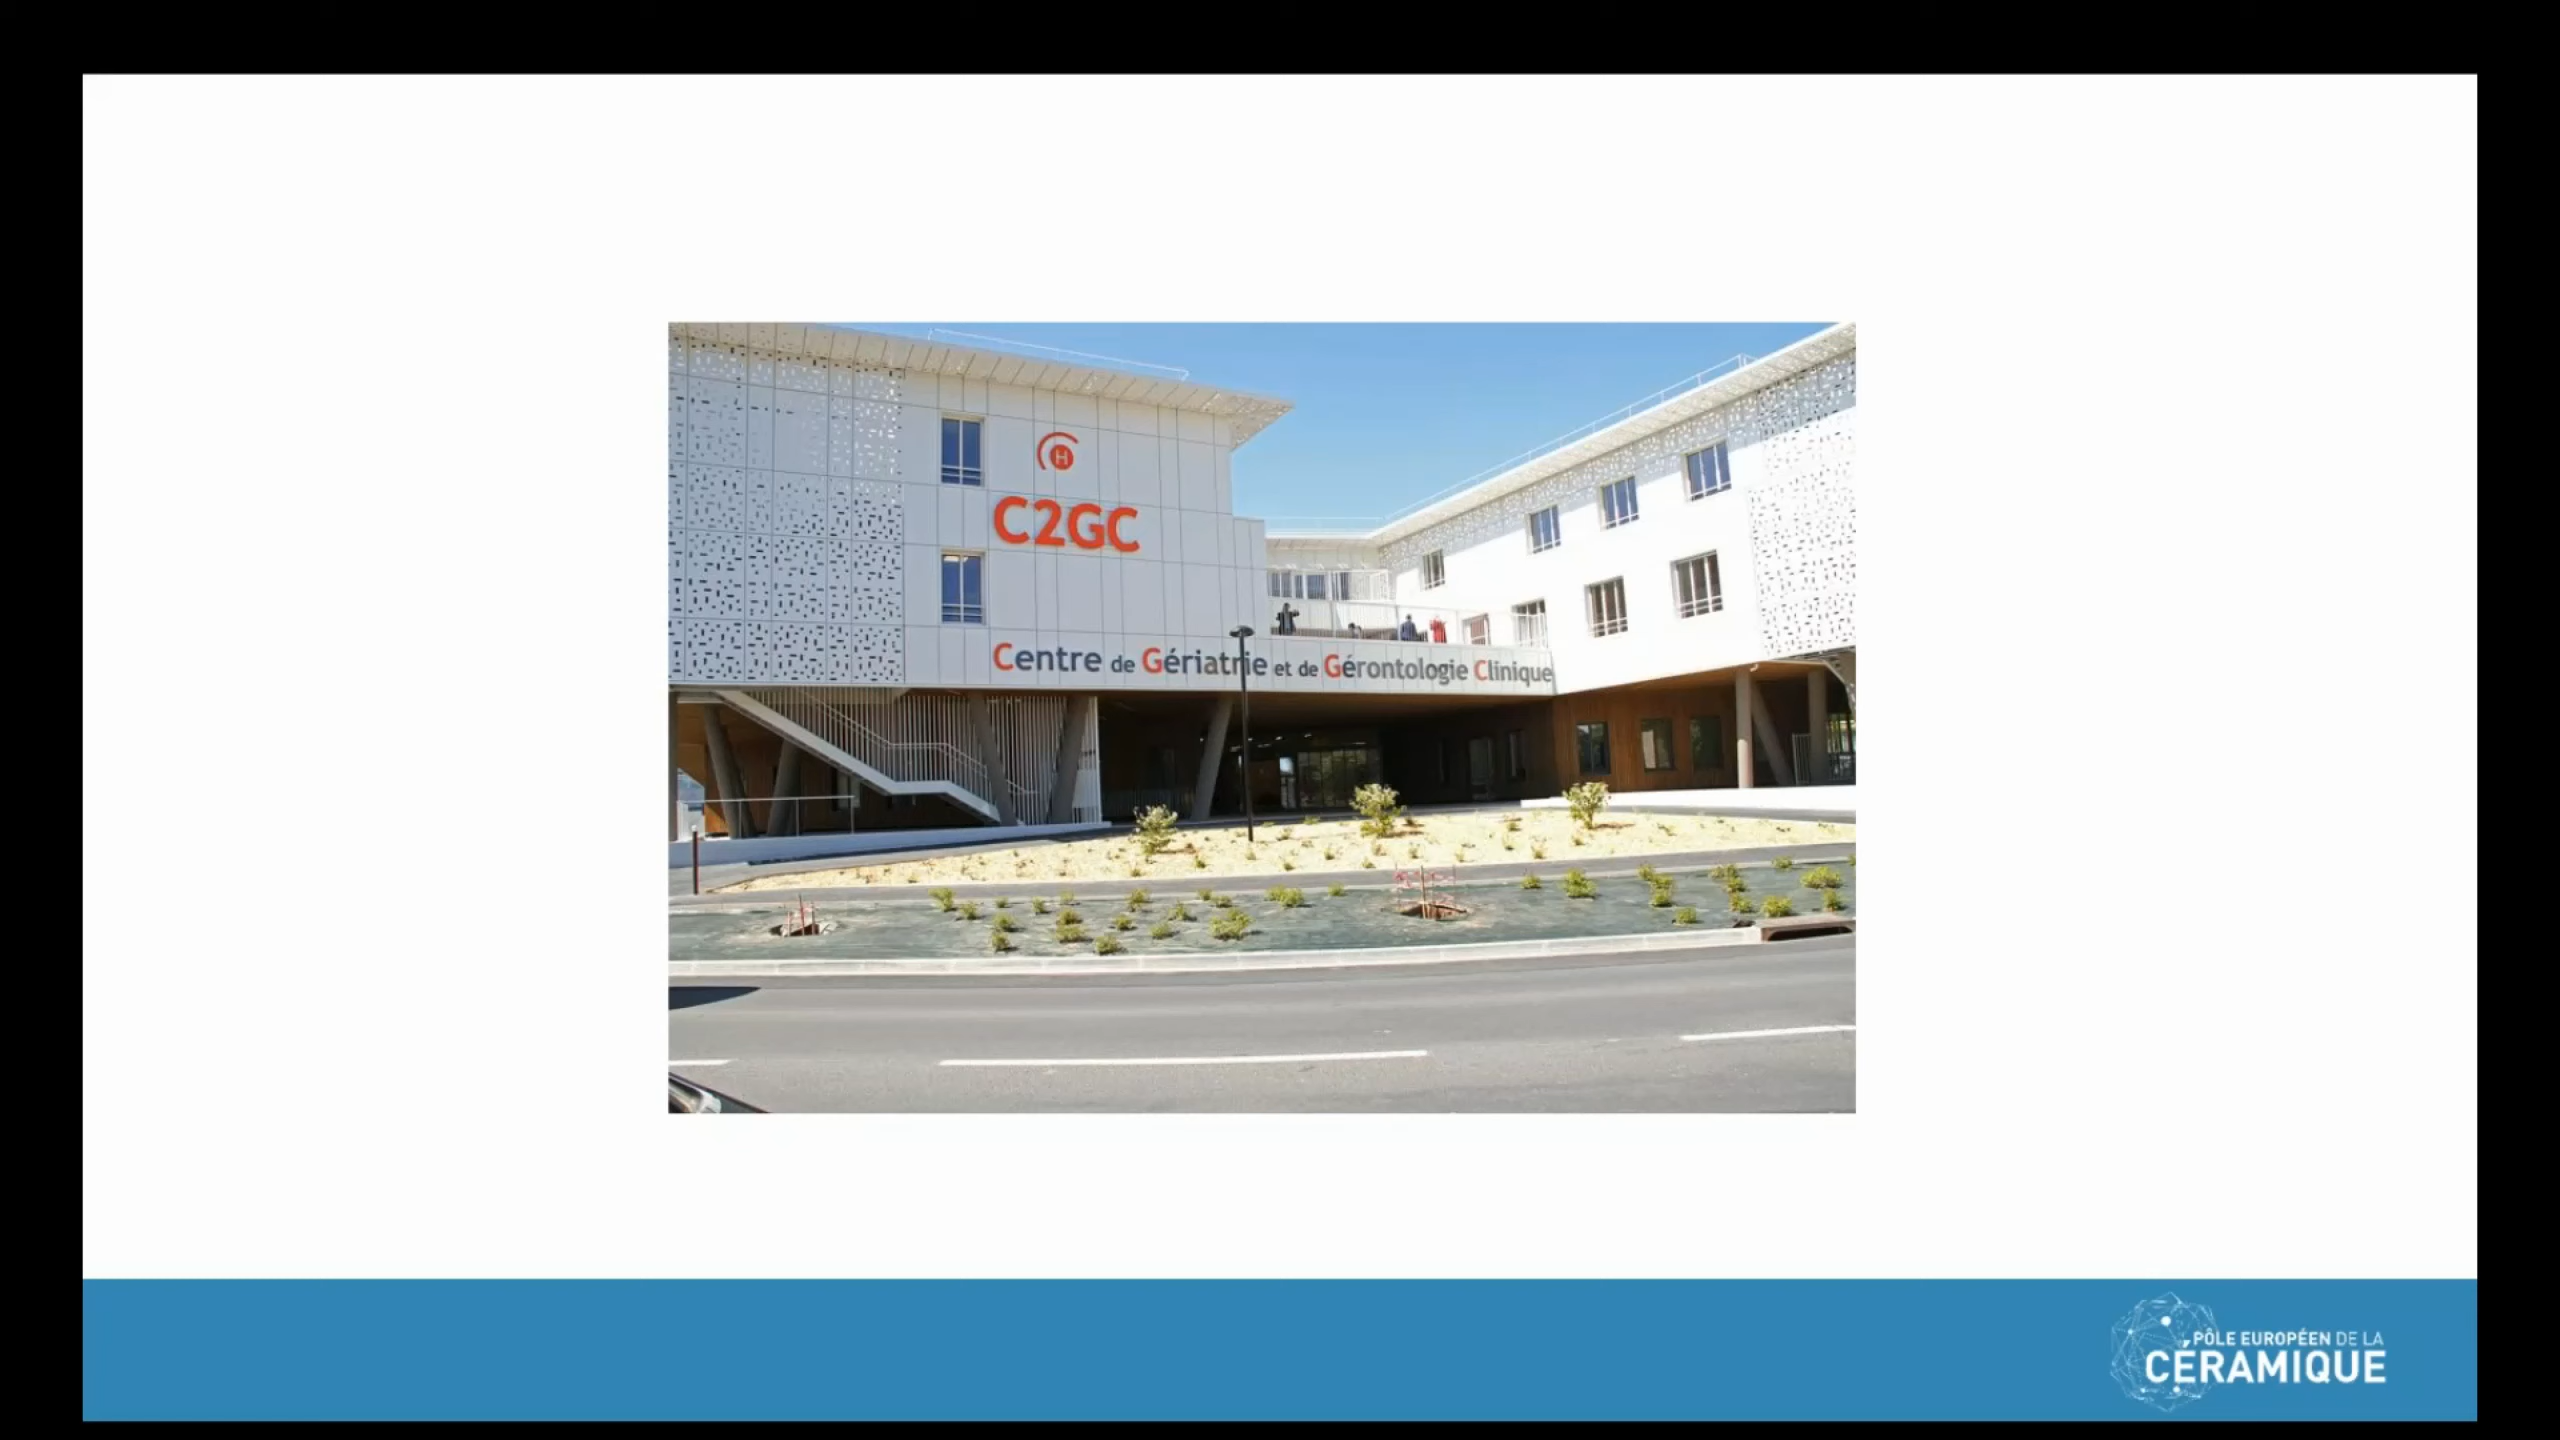 H
C2GC
Centre de Gériatrie et de Gérontologie Clinique
PÔLE EUROPÉEN DE LA
CÉRAMIQUE